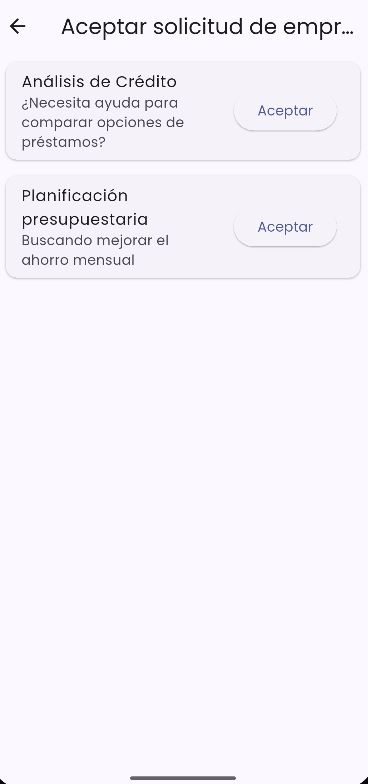 Aceptar solicitud de empr...
Análisis de Crédito
¿Necesita ayuda para
comparar opciones de
préstamos?
Aceptar
Planificación
presupuestaria
Buscando mejorar el
ahorro mensual
Aceptar